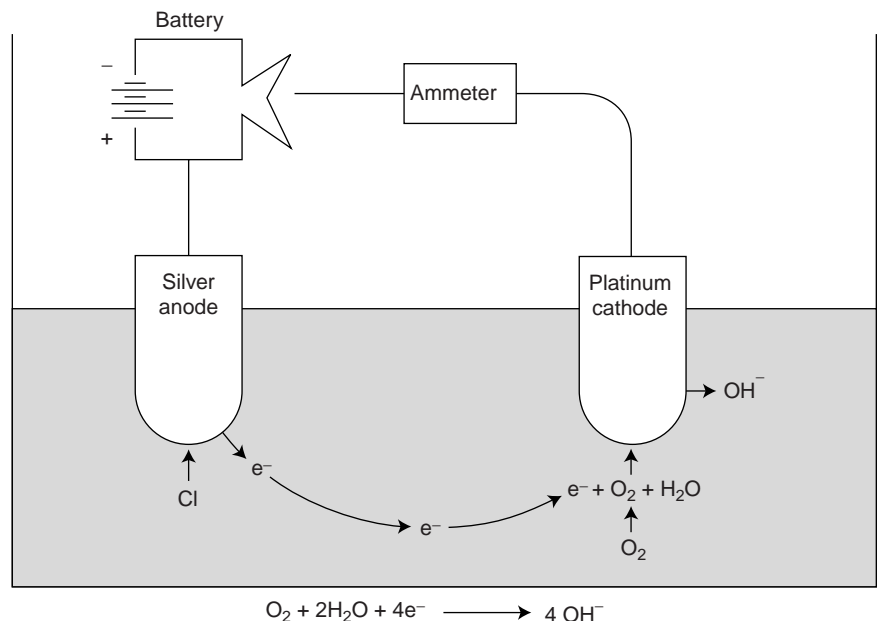 Battery
−
+
Ammeter
Silver
anode
Platinum
cathode
OH⁻
e⁻
Cl
e⁻
e⁻ + O₂ + H₂O
O₂
O₂ + 2H₂O + 4e⁻ ⟶ 4 OH⁻